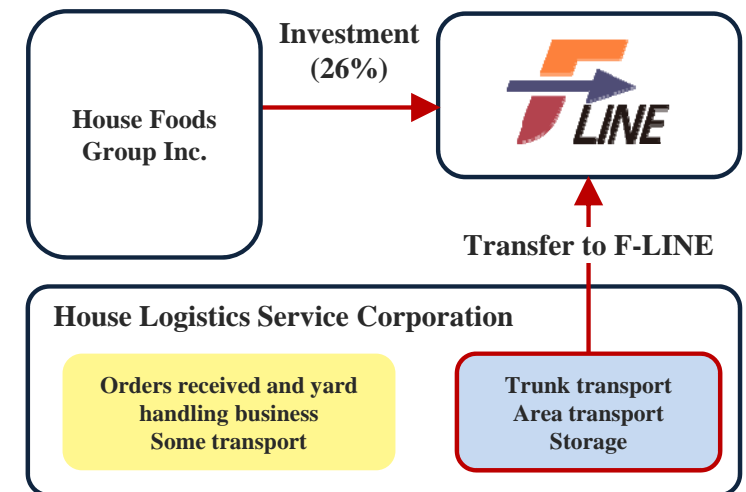 Investment
(26%)
House Foods
Group Inc.
F LINE
Transfer to F-LINE
House Logistics Service Corporation
Orders received and yard
handling business
Some transport
Trunk transport
Area transport
Storage